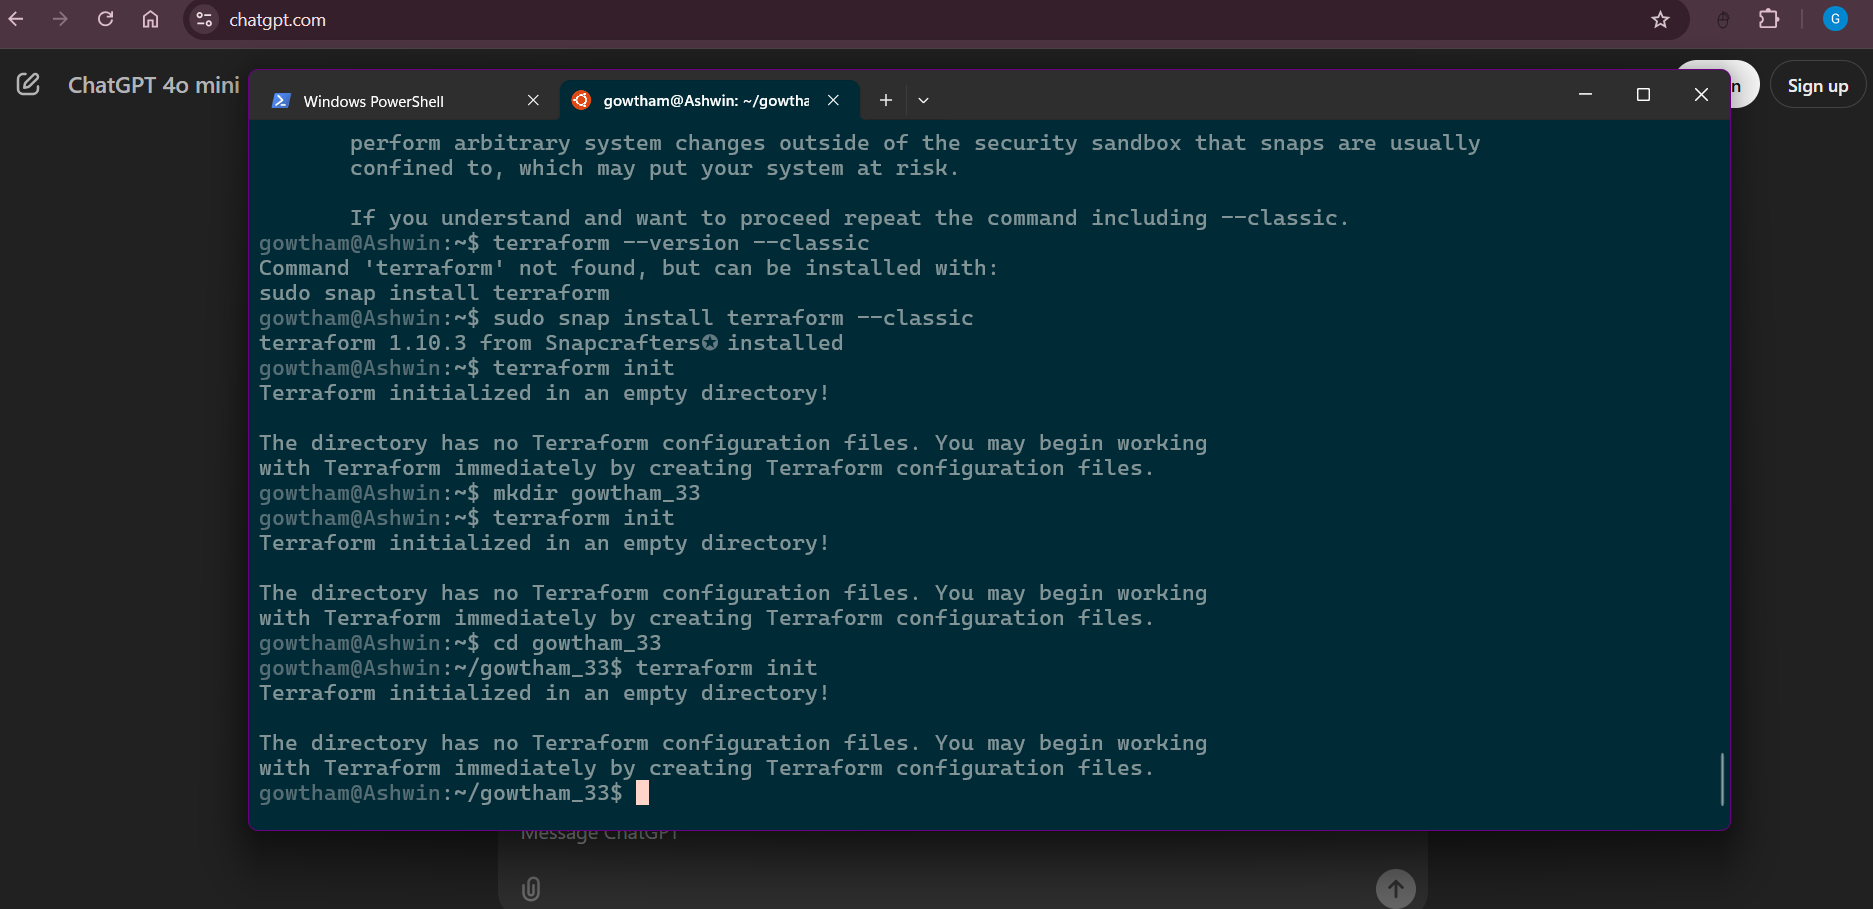 chatgpt.com
G
ChatGPT 4o mini
Sign up
Windows PowerShell
gowtham@Ashwin: ~/gowtha
perform arbitrary system changes outside of the security sandbox that snaps are usually
confined to, which may put your system at risk.
If you understand and want to proceed repeat the command including --classic.
gowtham@Ashwin:~$ terraform --version --classic
Command 'terraform' not found, but can be installed with:
sudo snap install terraform
gowtham@Ashwin:~$ sudo snap install terraform --classic
terraform 1.10.3 from Snapcrafters✪ installed
gowtham@Ashwin:~$ terraform init
Terraform initialized in an empty directory!
The directory has no Terraform configuration files. You may begin working
with Terraform immediately by creating Terraform configuration files.
gowtham@Ashwin:~$ mkdir gowtham_33
gowtham@Ashwin:~$ terraform init
Terraform initialized in an empty directory!
The directory has no Terraform configuration files. You may begin working
with Terraform immediately by creating Terraform configuration files.
gowtham@Ashwin:~$ cd gowtham_33
gowtham@Ashwin:~/gowtham_33$ terraform init
Terraform initialized in an empty directory!
The directory has no Terraform configuration files. You may begin working
with Terraform immediately by creating Terraform configuration files.
gowtham@Ashwin:~/gowtham_33$
Message ChatGPT